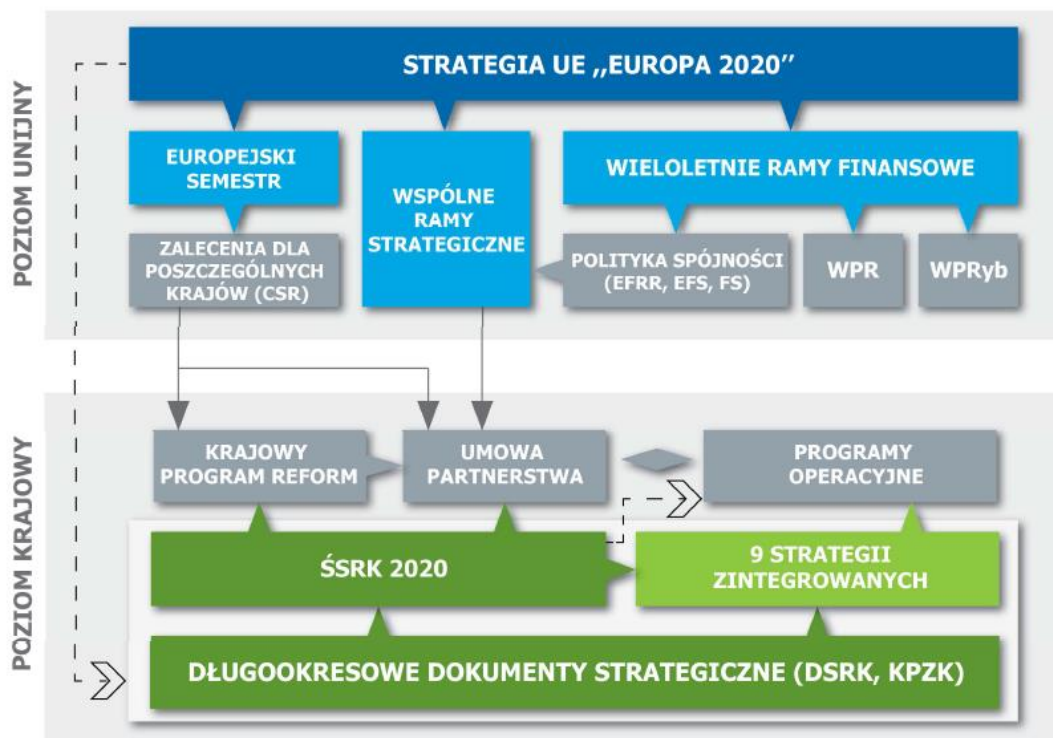 POZIOM UNIJNY
STRATEGIA UE „EUROPA 2020”
EUROPEJSKI
SEMESTR
WSPÓLNE
RAMY
STRATEGICZNE
WIELOLETNIE RAMY FINANSOWE
ZALECENIA DLA
POSZCZEGÓLNYCH
KRAJÓW (CSR)
POLITYKA SPÓJNOŚCI
(EFRR, EFS, FS)
WPR
WPRyb
POZIOM KRAJOWY
KRAJOWY
PROGRAM REFORM
UMOWA
PARTNERSTWA
PROGRAMY
OPERACYJNE
ŚSRK 2020
9 STRATEGII
ZINTEGROWANYCH
DŁUGOOKRESOWE DOKUMENTY STRATEGICZNE (DSRK, KPZK)